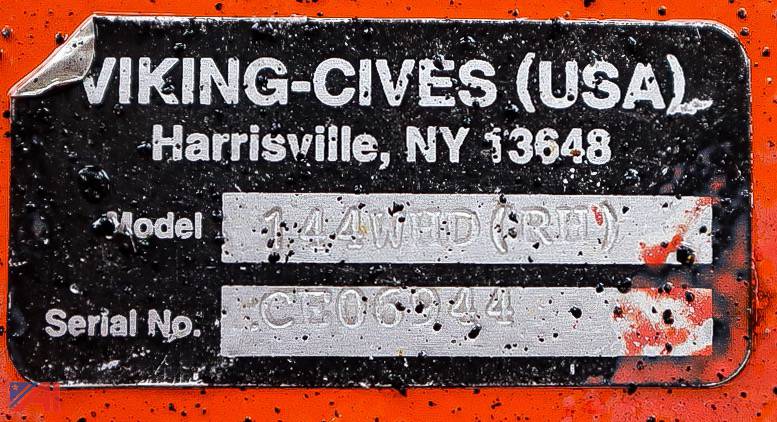 VIKING-CIVES (USA)
Harrisville, NY 13648
Model 144WHD(RH)
Serial No. CE06944